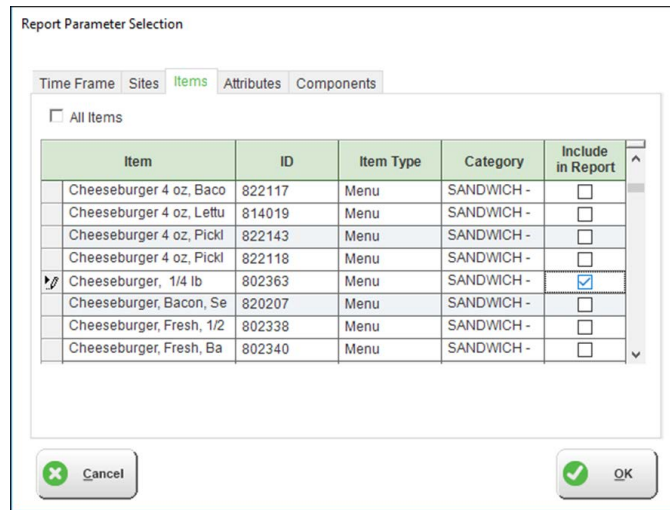 Report Parameter Selection
Time Frame Sites Items Attributes Components
All Items
Item ID Item Type Category Include in Report
Cheeseburger 4 oz, Baco 822117 Menu SANDWICH -
Cheeseburger 4 oz, Lettu 814019 Menu SANDWICH -
Cheeseburger 4 oz, Pickl 822143 Menu SANDWICH -
Cheeseburger 4 oz, Pickl 822118 Menu SANDWICH -
Cheeseburger, 1/4 lb 802363 Menu SANDWICH -
Cheeseburger, Bacon, Se 820207 Menu SANDWICH -
Cheeseburger, Fresh, 1/2 802338 Menu SANDWICH -
Cheeseburger, Fresh, Ba 802340 Menu SANDWICH -
Cancel OK